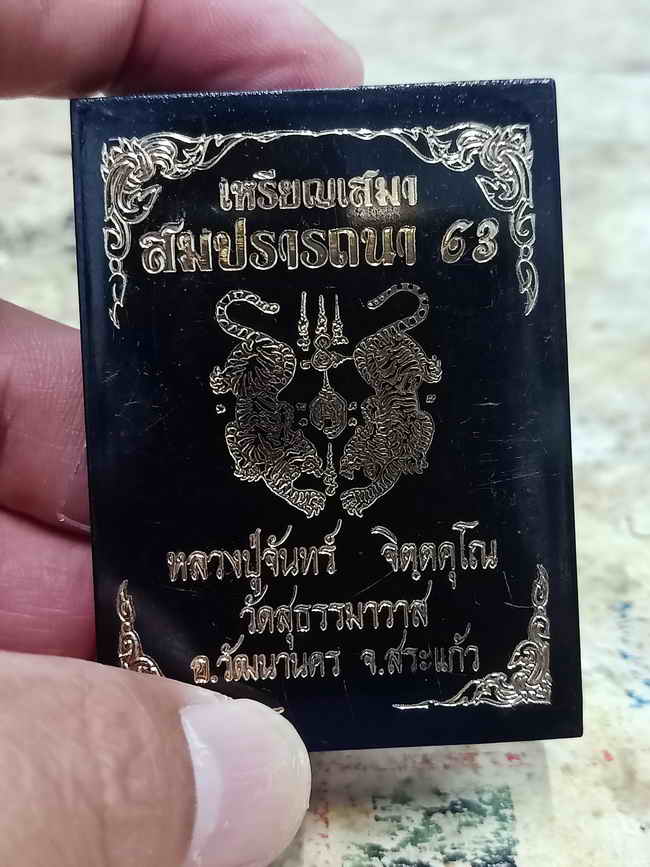 เหรียญเสมา
สมปรารถนา 63
หลวงปู่จันทร์ จิตฺตคุโณ
วัดสุธรรมาวาส
อ.วัฒนานคร จ.สระแก้ว